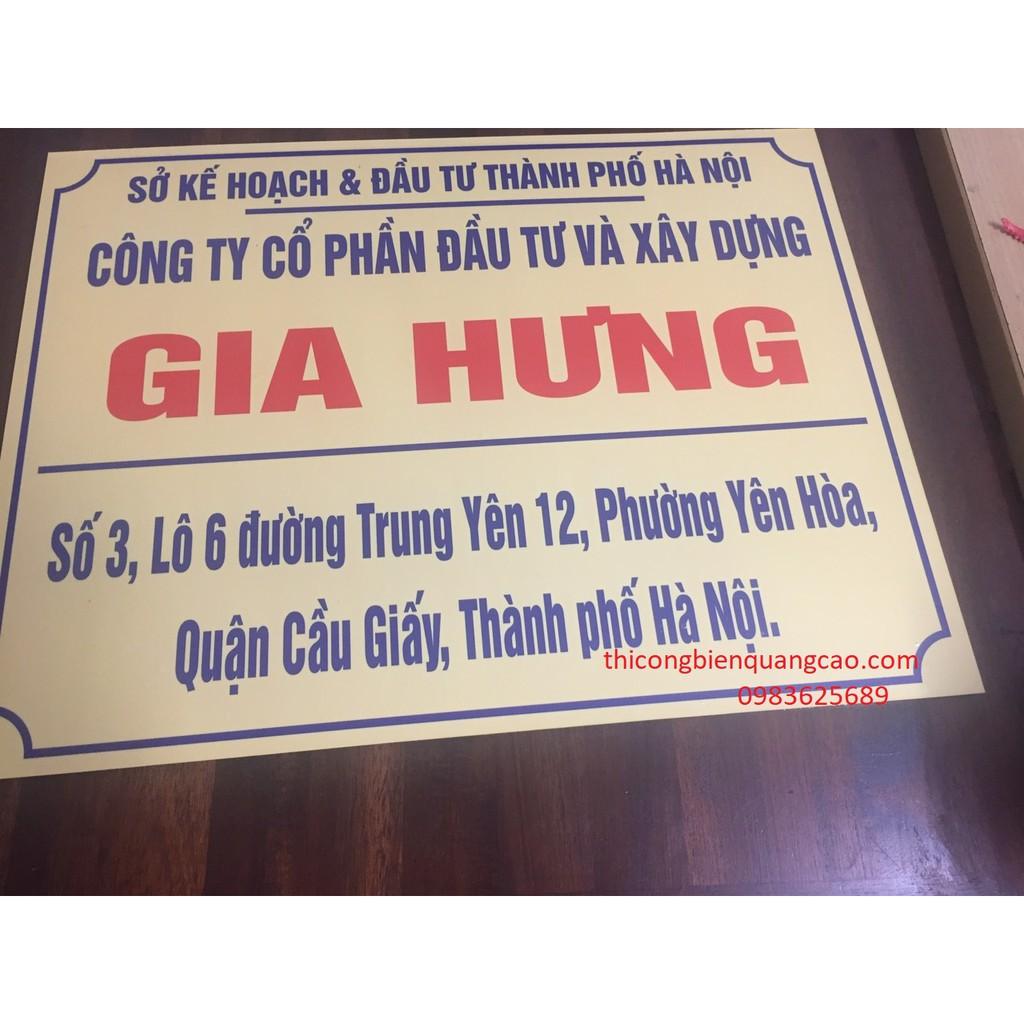 SỞ KẾ HOẠCH & ĐẦU TƯ THÀNH PHỐ HÀ NỘI
CÔNG TY CỔ PHẦN ĐẦU TƯ VÀ XÂY DỰNG
GIA HƯNG
Số 3, Lô 6 đường Trung Yên 12, Phường Yên Hòa,
Quận Cầu Giấy, Thành phố Hà Nội.
thicongbienquangcao.com
0983625689